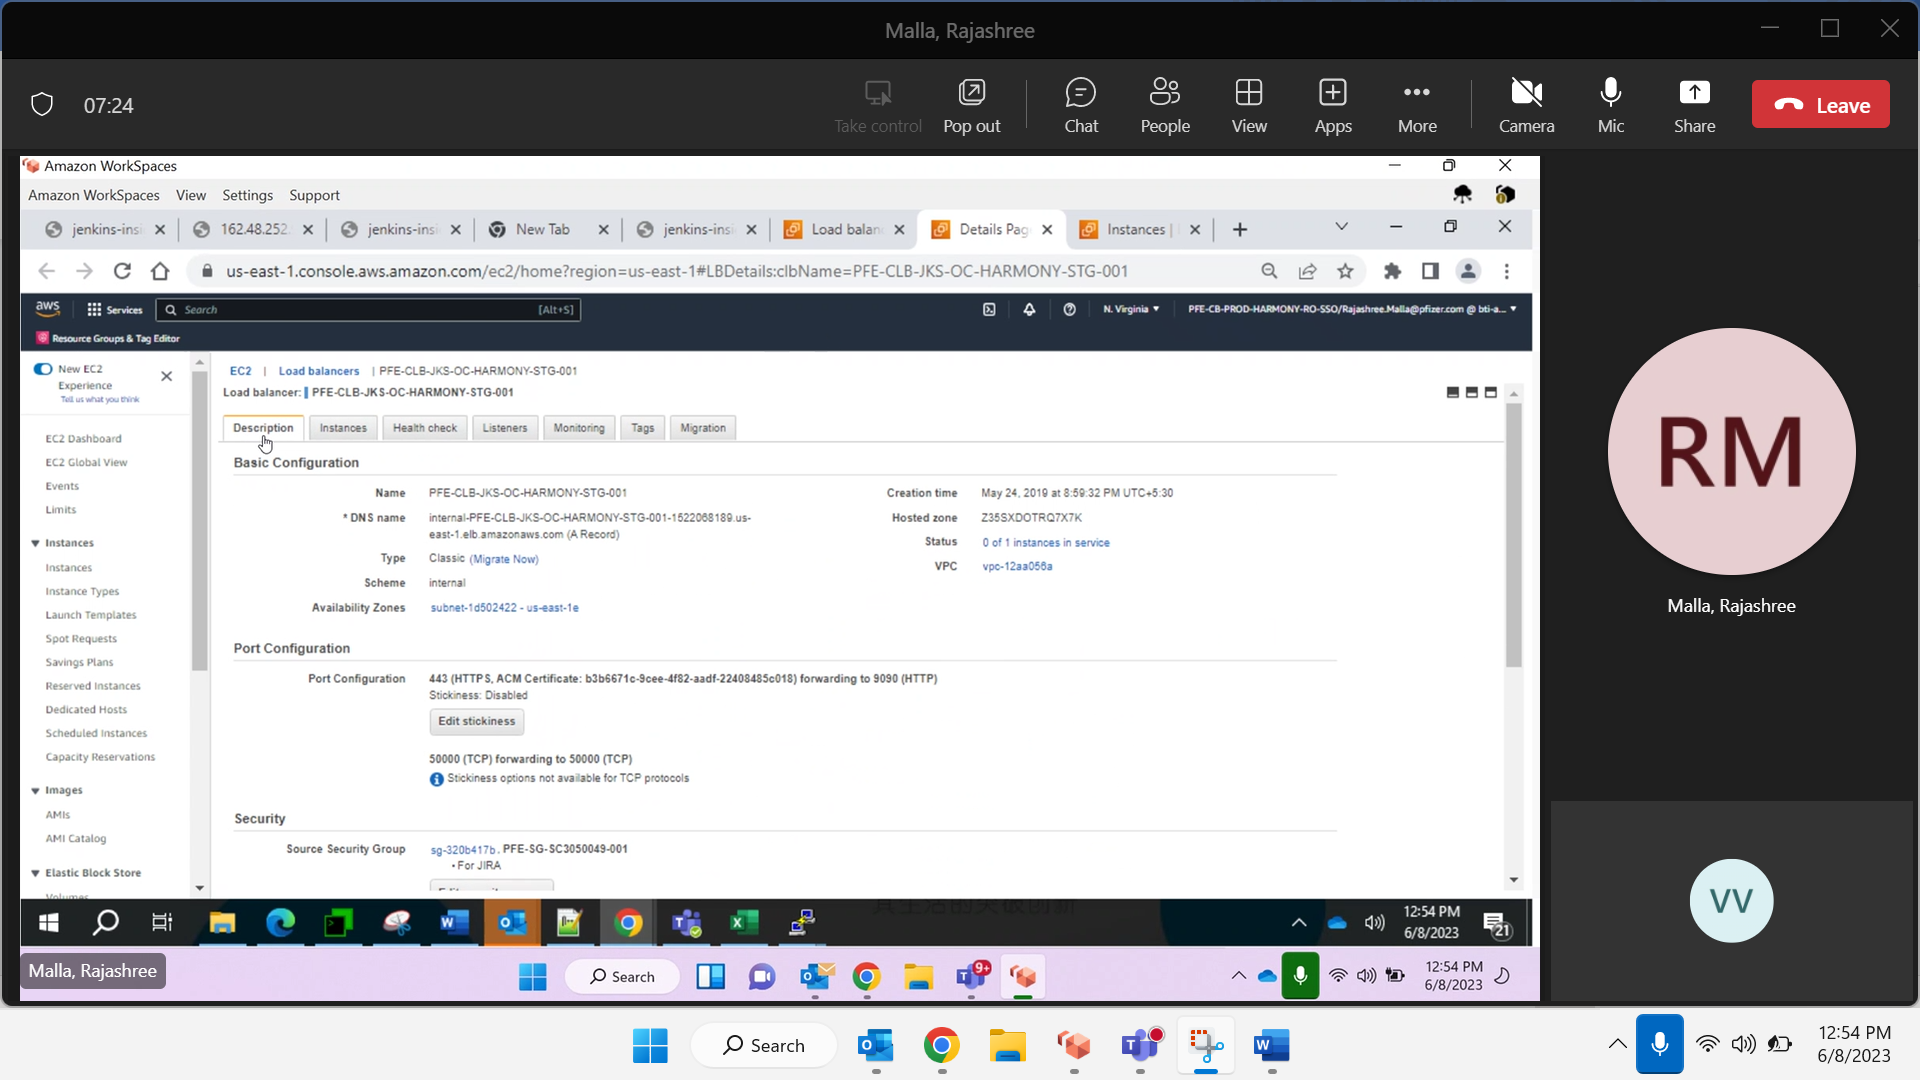 Malla, Rajashree
07:24
Take control
Pop out
Chat
People
View
Apps
More
Camera
Mic
Share
Leave
Amazon WorkSpaces
Amazon WorkSpaces View Settings Support
jenkins-insi
162.48.252.
jenkins-insi
New Tab
jenkins-insi
Load balan
Details Pag
Instances |
us-east-1.console.aws.amazon.com/ec2/home?region=us-east-1#LBDetails:clbName=PFE-CLB-JKS-OC-HARMONY-STG-001
aws
Services
Search
[Alt+S]
N. Virginia
PFE-CB-PROD-HARMONY-RO-SSO/Rajashree.Malla@pfizer.com @ bti-a...
Resource Groups & Tag Editor
New EC2
Experience
Tell us what you think
EC2 Dashboard
EC2 Global View
Events
Limits
Instances
Instances
Instance Types
Launch Templates
Spot Requests
Savings Plans
Reserved Instances
Dedicated Hosts
Scheduled Instances
Capacity Reservations
Images
AMIs
AMI Catalog
Elastic Block Store
Volumes
EC2 | Load balancers | PFE-CLB-JKS-OC-HARMONY-STG-001
Load balancer: PFE-CLB-JKS-OC-HARMONY-STG-001
Description
Instances
Health check
Listeners
Monitoring
Tags
Migration
Basic Configuration
Name PFE-CLB-JKS-OC-HARMONY-STG-001
* DNS name internal-PFE-CLB-JKS-OC-HARMONY-STG-001-1522068189.us-
east-1.elb.amazonaws.com (A Record)
Type Classic (Migrate Now)
Scheme internal
Availability Zones subnet-1d502422 - us-east-1e
Creation time May 24, 2019 at 8:59:32 PM UTC+5:30
Hosted zone Z35SXDOTRQ7X7K
Status 0 of 1 instances in service
VPC vpc-12aa056a
Port Configuration
Port Configuration 443 (HTTPS, ACM Certificate: b3b6671c-9cee-4f82-aadf-22408485c018) forwarding to 9090 (HTTP)
Stickiness: Disabled
Edit stickiness
50000 (TCP) forwarding to 50000 (TCP)
Stickiness options not available for TCP protocols
Security
Source Security Group sg-320b417b, PFE-SG-SC3050049-001
• For JIRA
12:54 PM
6/8/2023
21
Malla, Rajashree
Search
9+
12:54 PM
6/8/2023
RM
Malla, Rajashree
VV
Search
12:54 PM
6/8/2023